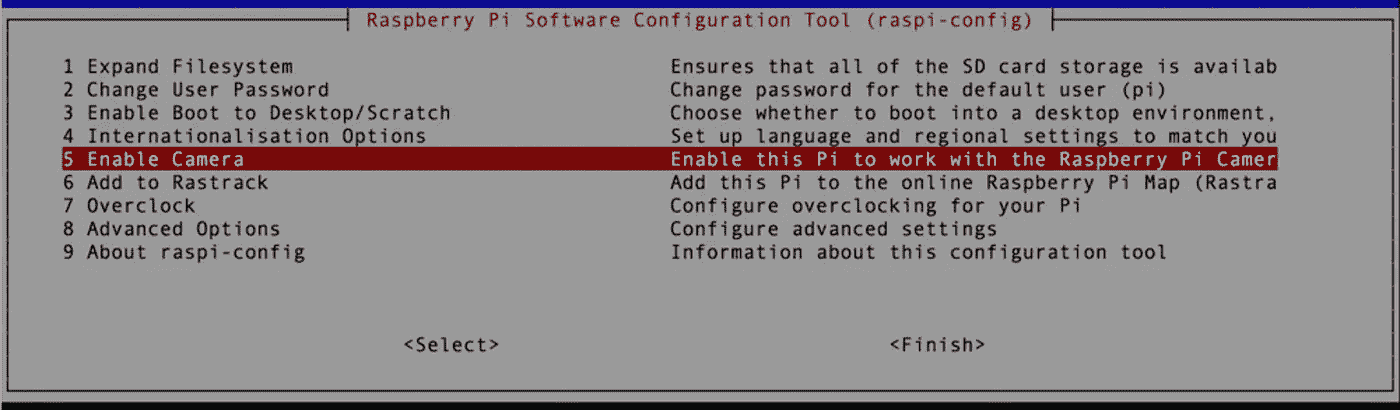 Raspberry Pi Software Configuration Tool (raspi-config)
1 Expand Filesystem Ensures that all of the SD card storage is availab
2 Change User Password Change password for the default user (pi)
3 Enable Boot to Desktop/Scratch Choose whether to boot into a desktop environment,
4 Internationalisation Options Set up language and regional settings to match you
5 Enable Camera Enable this Pi to work with the Raspberry Pi Camer
6 Add to Rastrack Add this Pi to the online Raspberry Pi Map (Rastra
7 Overclock Configure overclocking for your Pi
8 Advanced Options Configure advanced settings
9 About raspi-config Information about this configuration tool
<Select> <Finish>